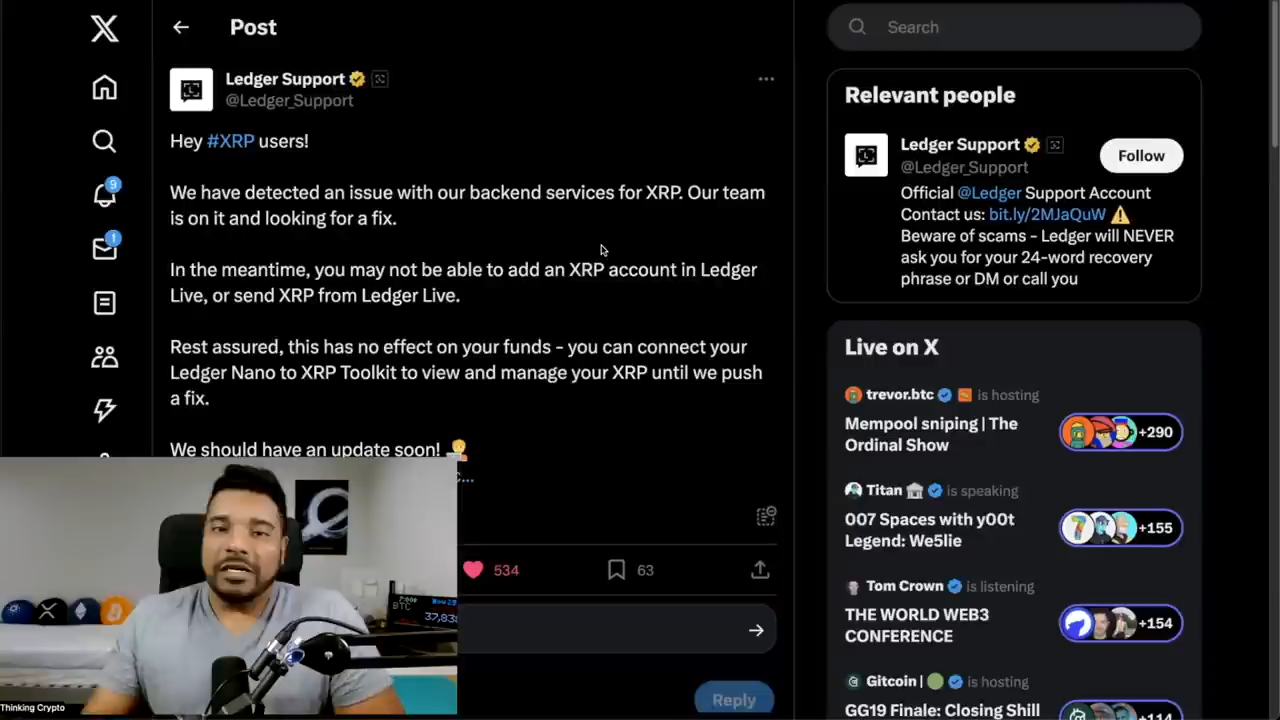 Post
Search
Ledger Support
@Ledger_Support
Hey #XRP users!
We have detected an issue with our backend services for XRP. Our team
is on it and looking for a fix.
In the meantime, you may not be able to add an XRP account in Ledger
Live, or send XRP from Ledger Live.
Rest assured, this has no effect on your funds - you can connect your
Ledger Nano to XRP Toolkit to view and manage your XRP until we push
a fix.
We should have an update soon!
534
63
Reply
9
1
Relevant people
Ledger Support
@Ledger_Support
Follow
Official @Ledger Support Account
Contact us: bit.ly/2MJaQuW
Beware of scams - Ledger will NEVER
ask you for your 24-word recovery
phrase or DM or call you
Live on X
trevor.btc is hosting
Mempool sniping | The
Ordinal Show
+290
Titan is speaking
007 Spaces with y00t
Legend: We5lie
+155
Tom Crown is listening
THE WORLD WEB3
CONFERENCE
+154
Gitcoin | is hosting
GG19 Finale: Closing Shill
+114
BTC
37,83
Thinking Crypto